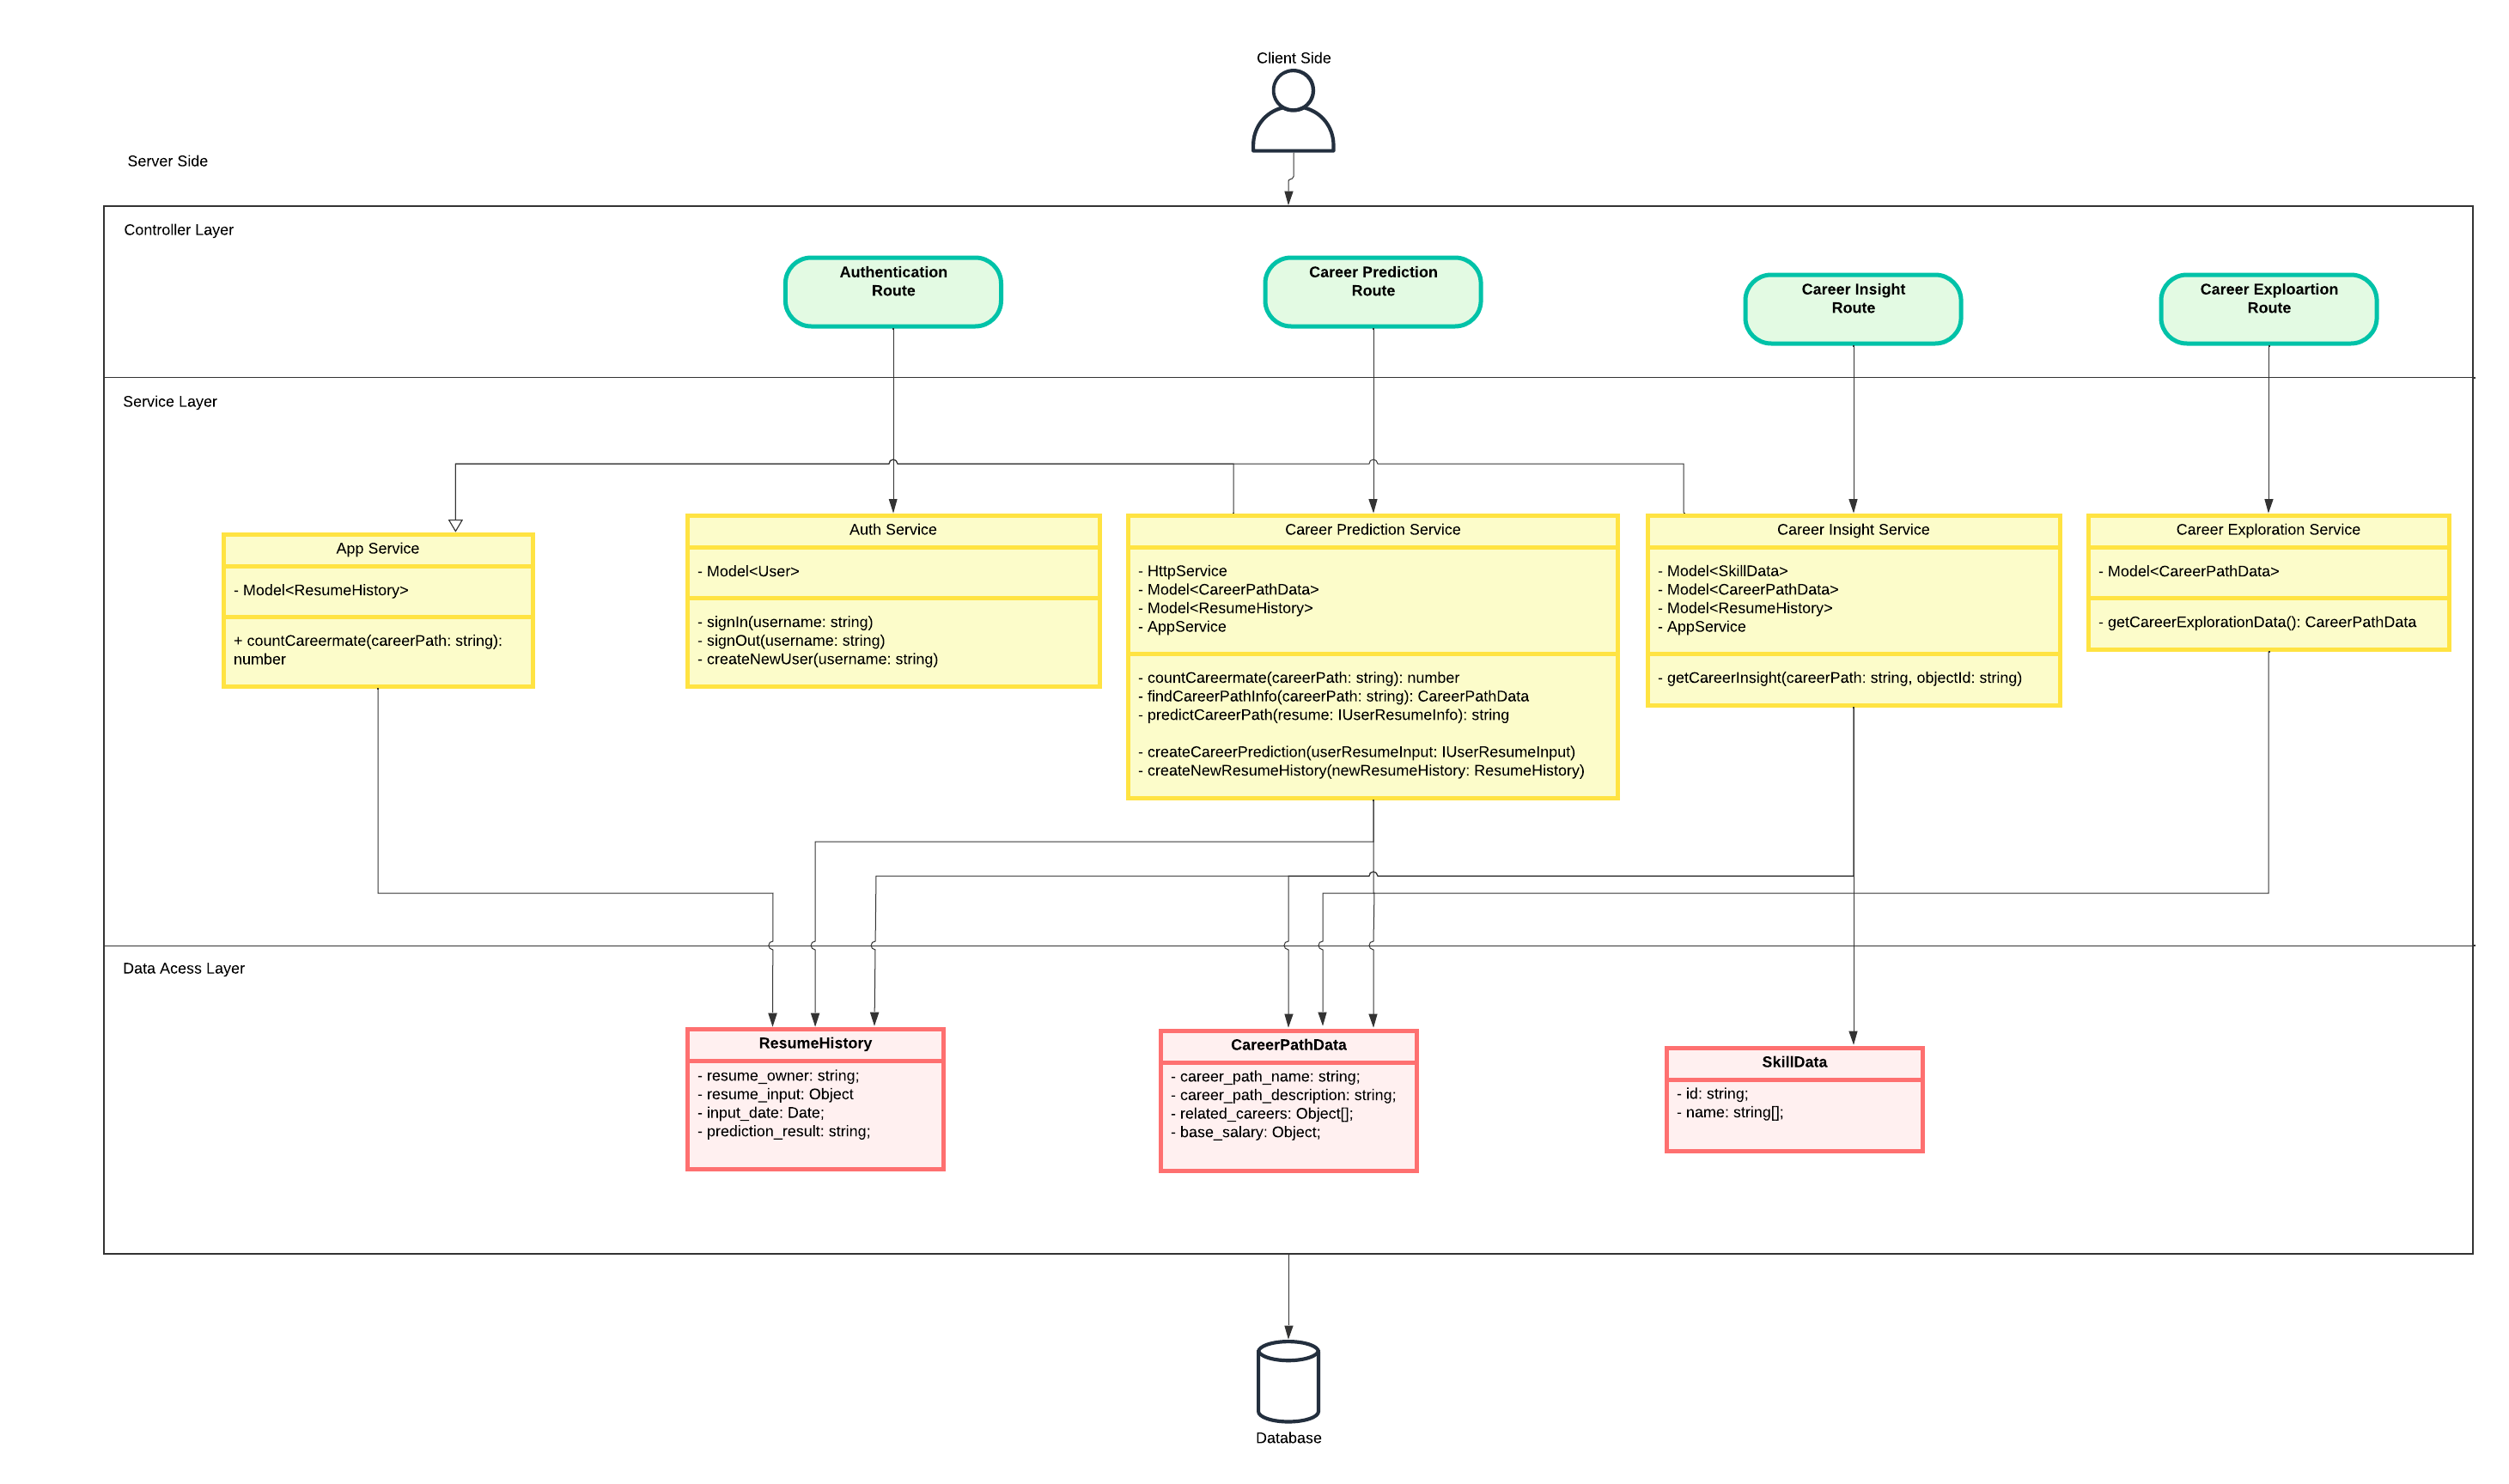 Client Side
Server Side
Controller Layer
Authentication
Route
Career Prediction
Route
Career Insight
Route
Career Exploartion
Route
Service Layer
App Service
- Model<ResumeHistory>
+ countCareermate(careerPath: string):
number
Auth Service
- Model<User>
- signIn(username: string)
- signOut(username: string)
- createNewUser(username: string)
Career Prediction Service
- HttpService
- Model<CareerPathData>
- Model<ResumeHistory>
- AppService
- countCareermate(careerPath: string): number
- findCareerPathInfo(careerPath: string): CareerPathData
- predictCareerPath(resume: IUserResumeInfo): string
- createCareerPrediction(userResumeInput: IUserResumeInput)
- createNewResumeHistory(newResumeHistory: ResumeHistory)
Career Insight Service
- Model<SkillData>
- Model<CareerPathData>
- Model<ResumeHistory>
- AppService
- getCareerInsight(careerPath: string, objectId: string)
Career Exploration Service
- Model<CareerPathData>
- getCareerExplorationData(): CareerPathData
Data Acess Layer
ResumeHistory
- resume_owner: string;
- resume_input: Object
- input_date: Date;
- prediction_result: string;
CareerPathData
- career_path_name: string;
- career_path_description: string;
- related_careers: Object[];
- base_salary: Object;
SkillData
- id: string;
- name: string[];
Database